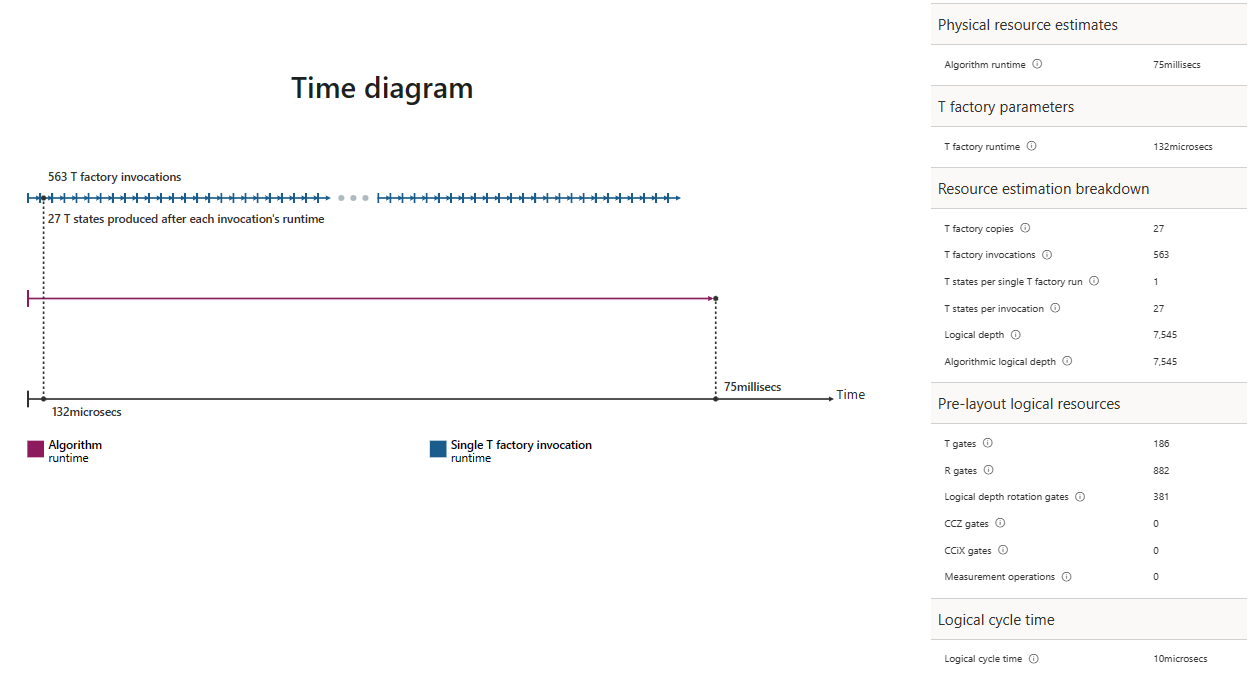 Time diagram
563 T factory invocations
27 T states produced after each invocation's runtime
75millisecs
Time
132microsecs
Algorithm
runtime
Single T factory invocation
runtime
Physical resource estimates
Algorithm runtime 75millisecs
T factory parameters
T factory runtime 132microsecs
Resource estimation breakdown
T factory copies 27
T factory invocations 563
T states per single T factory run 1
T states per invocation 27
Logical depth 7,545
Algorithmic logical depth 7,545
Pre-layout logical resources
T gates 186
R gates 882
Logical depth rotation gates 381
CCZ gates 0
CCiX gates 0
Measurement operations 0
Logical cycle time
Logical cycle time 10microsecs